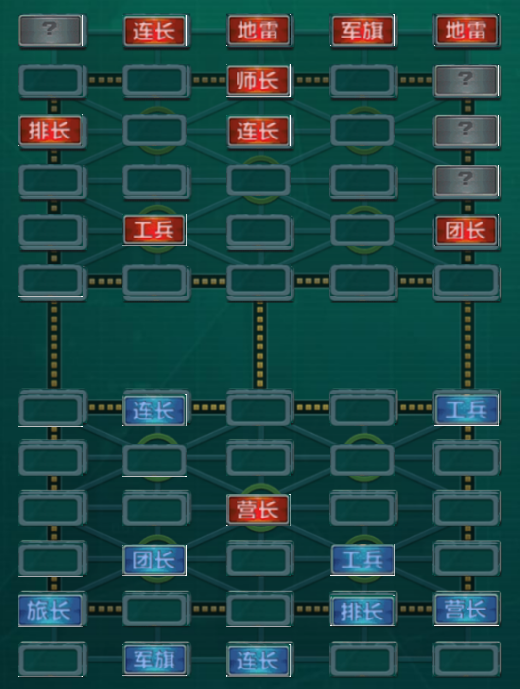 ? 连长 地雷 军旗 地雷
师长 ?
排长 连长 ?
?
工兵 团长
连长 工兵
营长
团长 工兵
旅长 排长 营长
军旗 连长